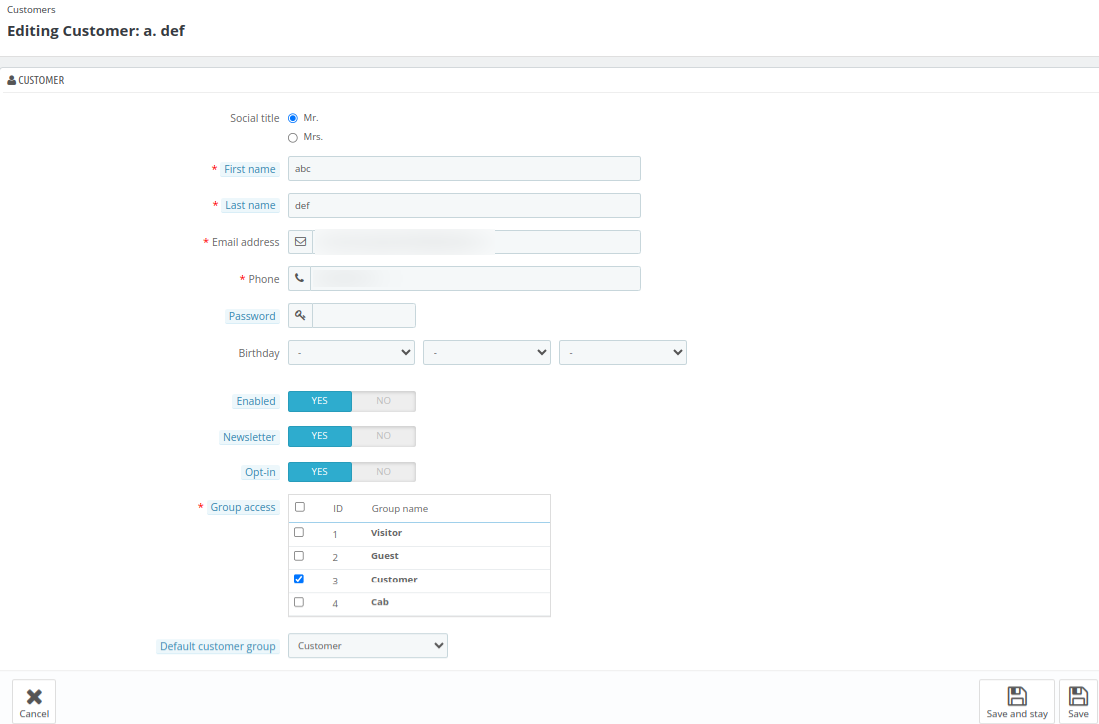 Customers
Editing Customer: a. def
CUSTOMER
Social title Mr.
Mrs.
* First name abc
* Last name def
* Email address
* Phone
Password
Birthday - - -
Enabled YES NO
Newsletter YES NO
Opt-in YES NO
* Group access ID Group name
1 Visitor
2 Guest
3 Customer
4 Cab
Default customer group Customer
Cancel Save and stay Save